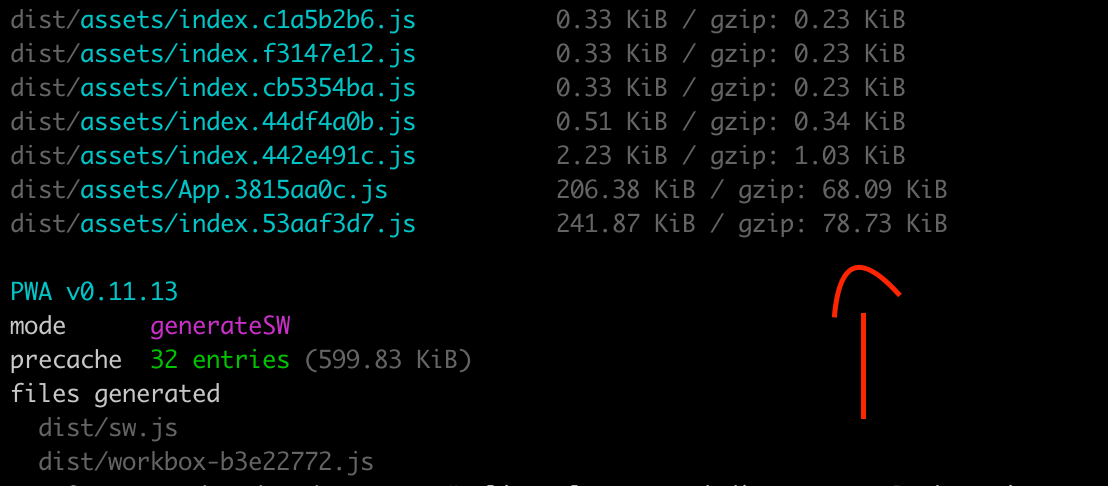 dist/assets/index.c1a5b2b6.js 0.33 KiB / gzip: 0.23 KiB
dist/assets/index.f3147e12.js 0.33 KiB / gzip: 0.23 KiB
dist/assets/index.cb5354ba.js 0.33 KiB / gzip: 0.23 KiB
dist/assets/index.44df4a0b.js 0.51 KiB / gzip: 0.34 KiB
dist/assets/index.442e491c.js 2.23 KiB / gzip: 1.03 KiB
dist/assets/App.3815aa0c.js 206.38 KiB / gzip: 68.09 KiB
dist/assets/index.53aaf3d7.js 241.87 KiB / gzip: 78.73 KiB
PWA v0.11.13
mode generateSW
precache 32 entries (599.83 KiB)
files generated
dist/sw.js
dist/workbox-b3e22772.js